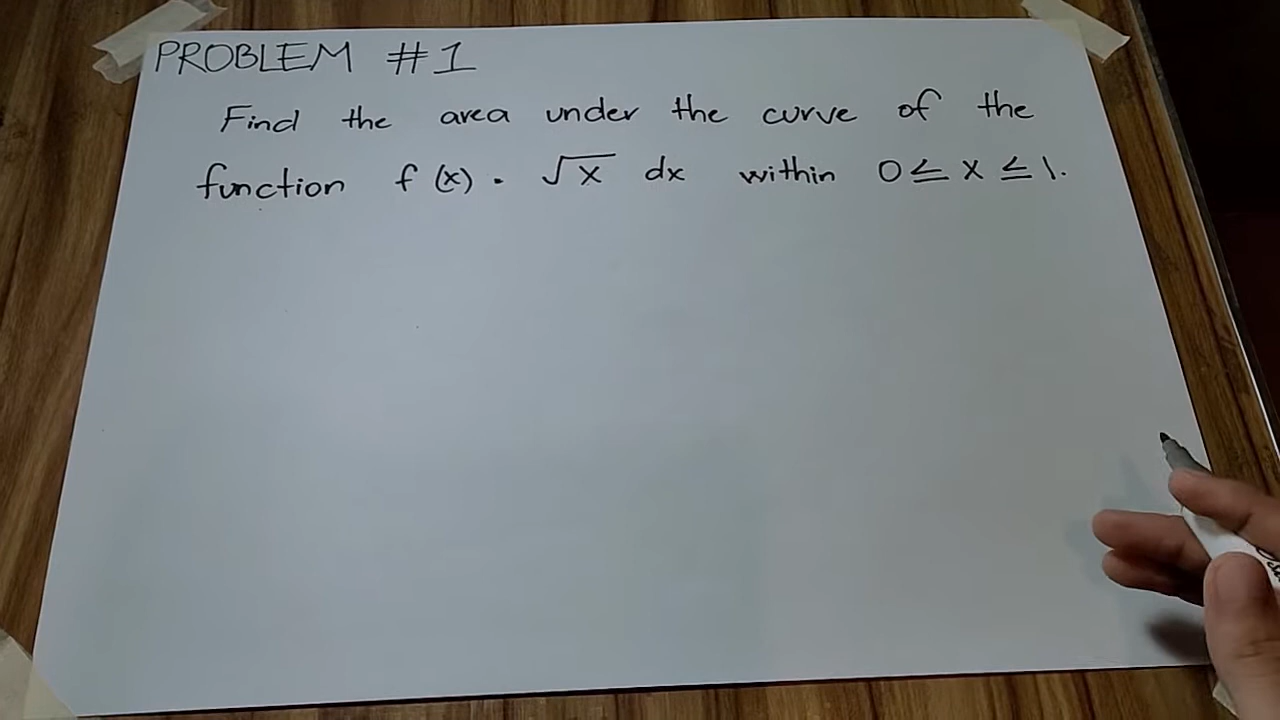 PROBLEM #1
Find the area under the curve of the
function f(x) = √x dx within 0 ≤ x ≤ 1.